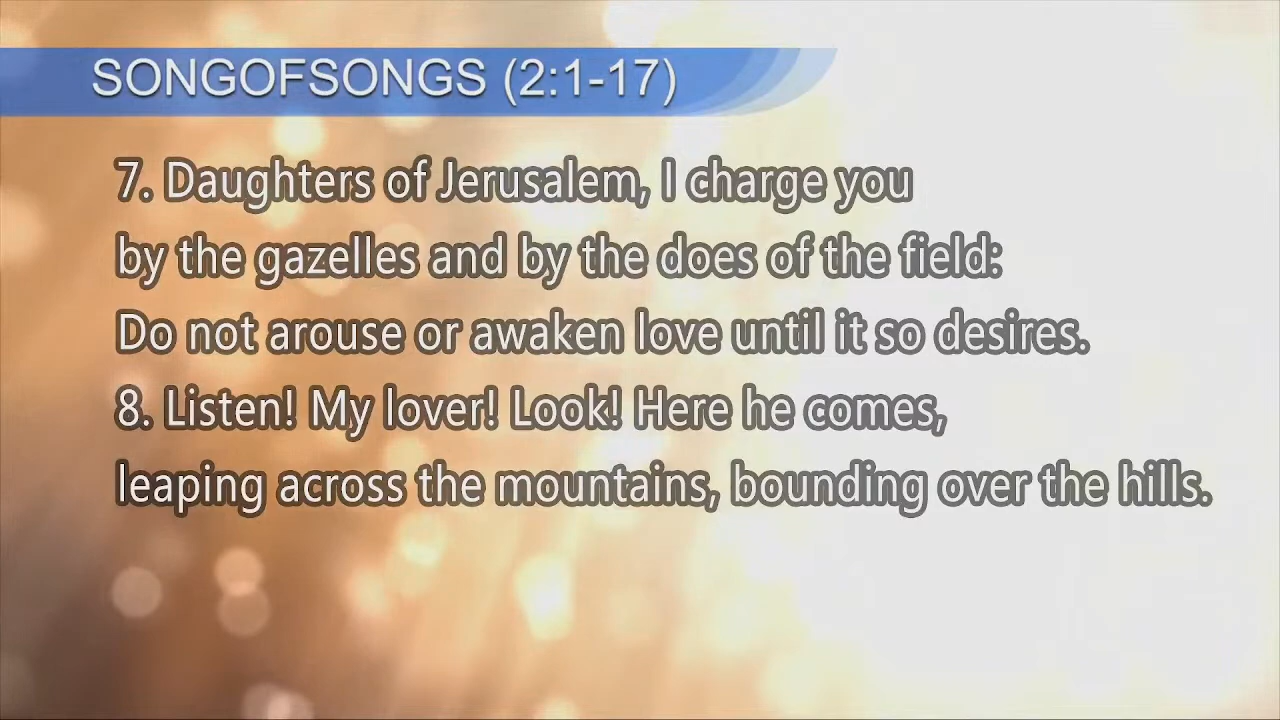 SONGOFSONGS (2:1-17)
7. Daughters of Jerusalem, I charge you
by the gazelles and by the does of the field:
Do not arouse or awaken love until it so desires.
8. Listen! My lover! Look! Here he comes,
leaping across the mountains, bounding over the hills.